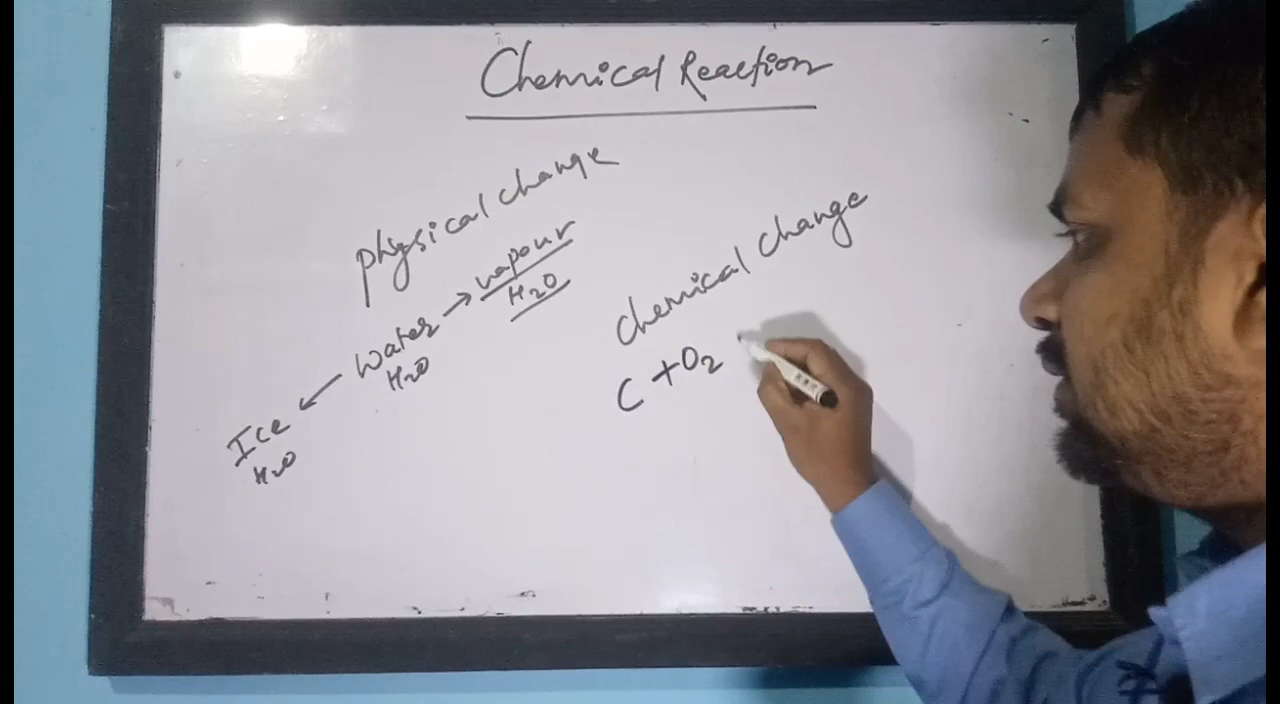 Chemical Reaction
physical change
Ice ← Water → vapour
H2O H2O H2O
Chemical change
C + O2